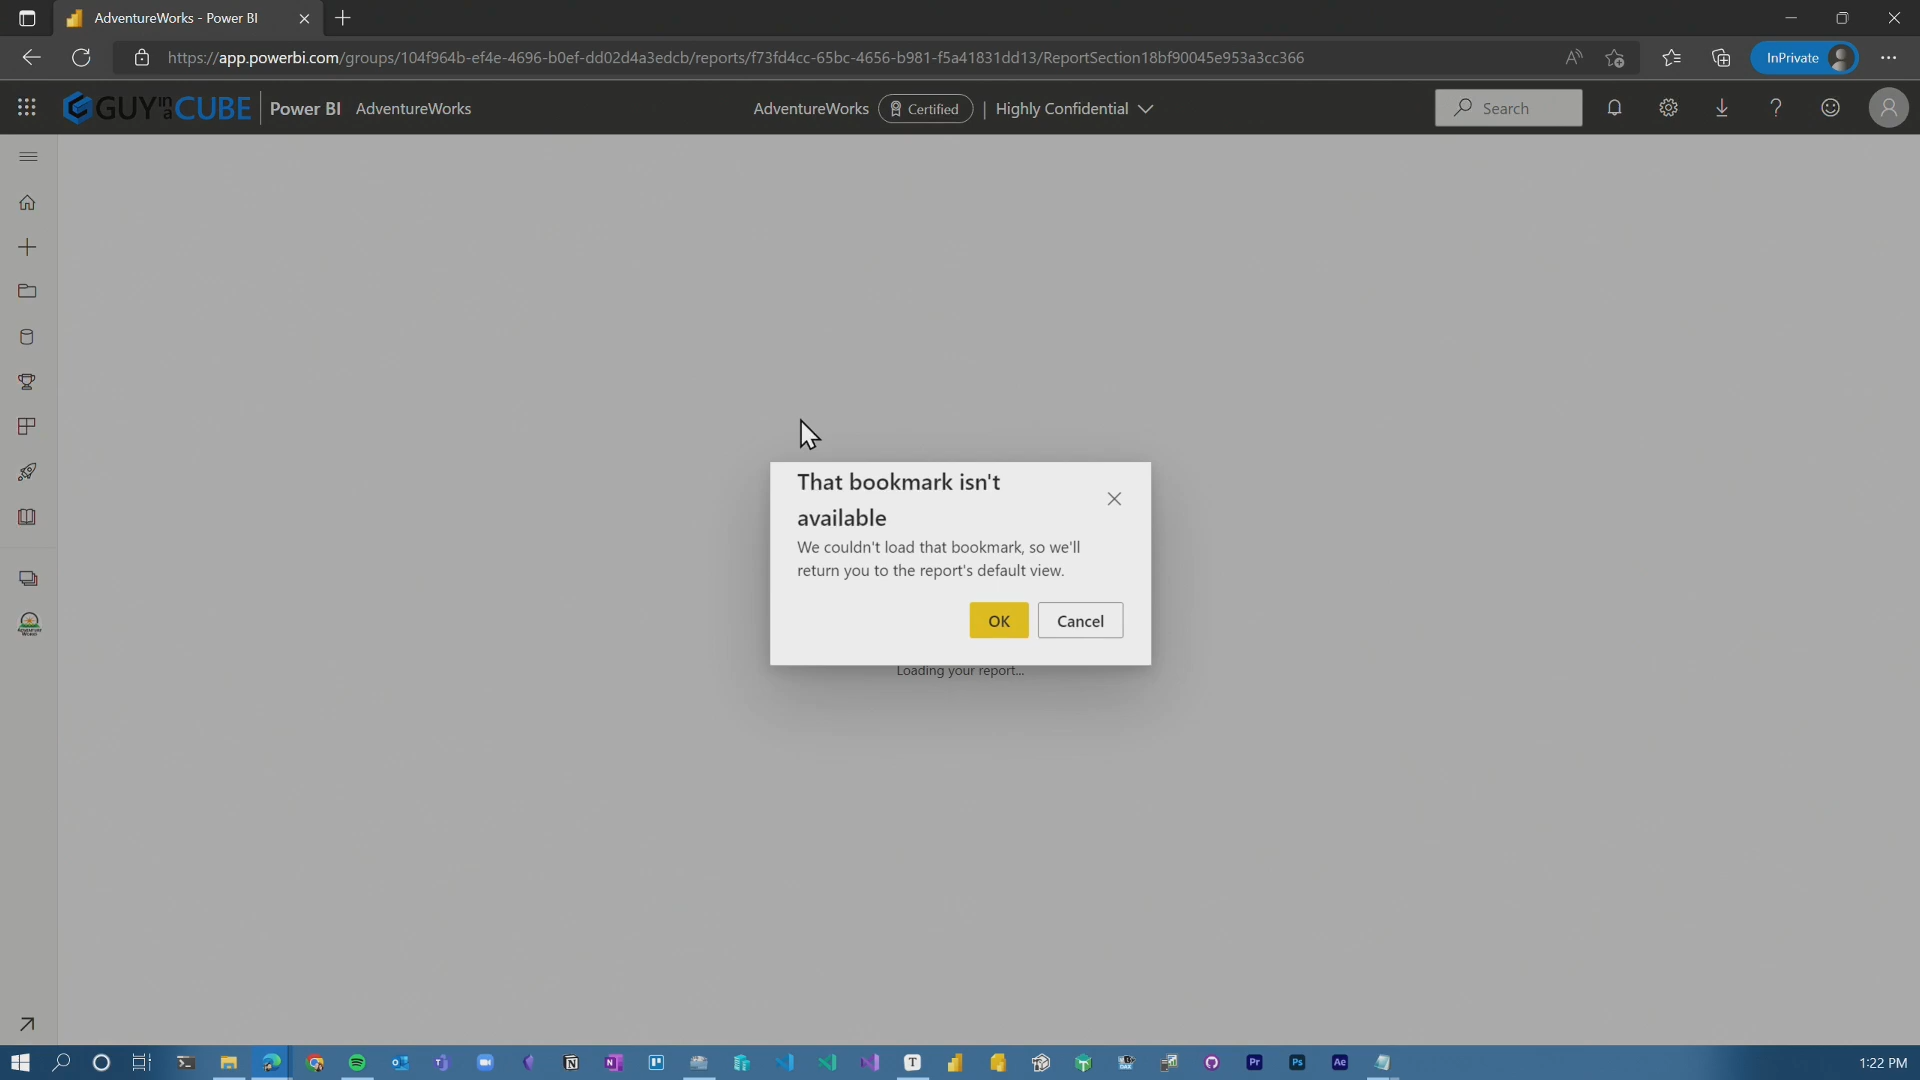 AdventureWorks - Power BI
https://app.powerbi.com/groups/104f964b-ef4e-4696-b0ef-dd02d4a3edcb/reports/f73fd4cc-65bc-4656-b981-f5a41831dd13/ReportSection18bf90045e953a3cc366
InPrivate
GUY in a CUBE
Power BI AdventureWorks
AdventureWorks Certified | Highly Confidential
Search
That bookmark isn't
available
We couldn't load that bookmark, so we'll
return you to the report's default view.
OK
Cancel
Loading your report...
1:22 PM